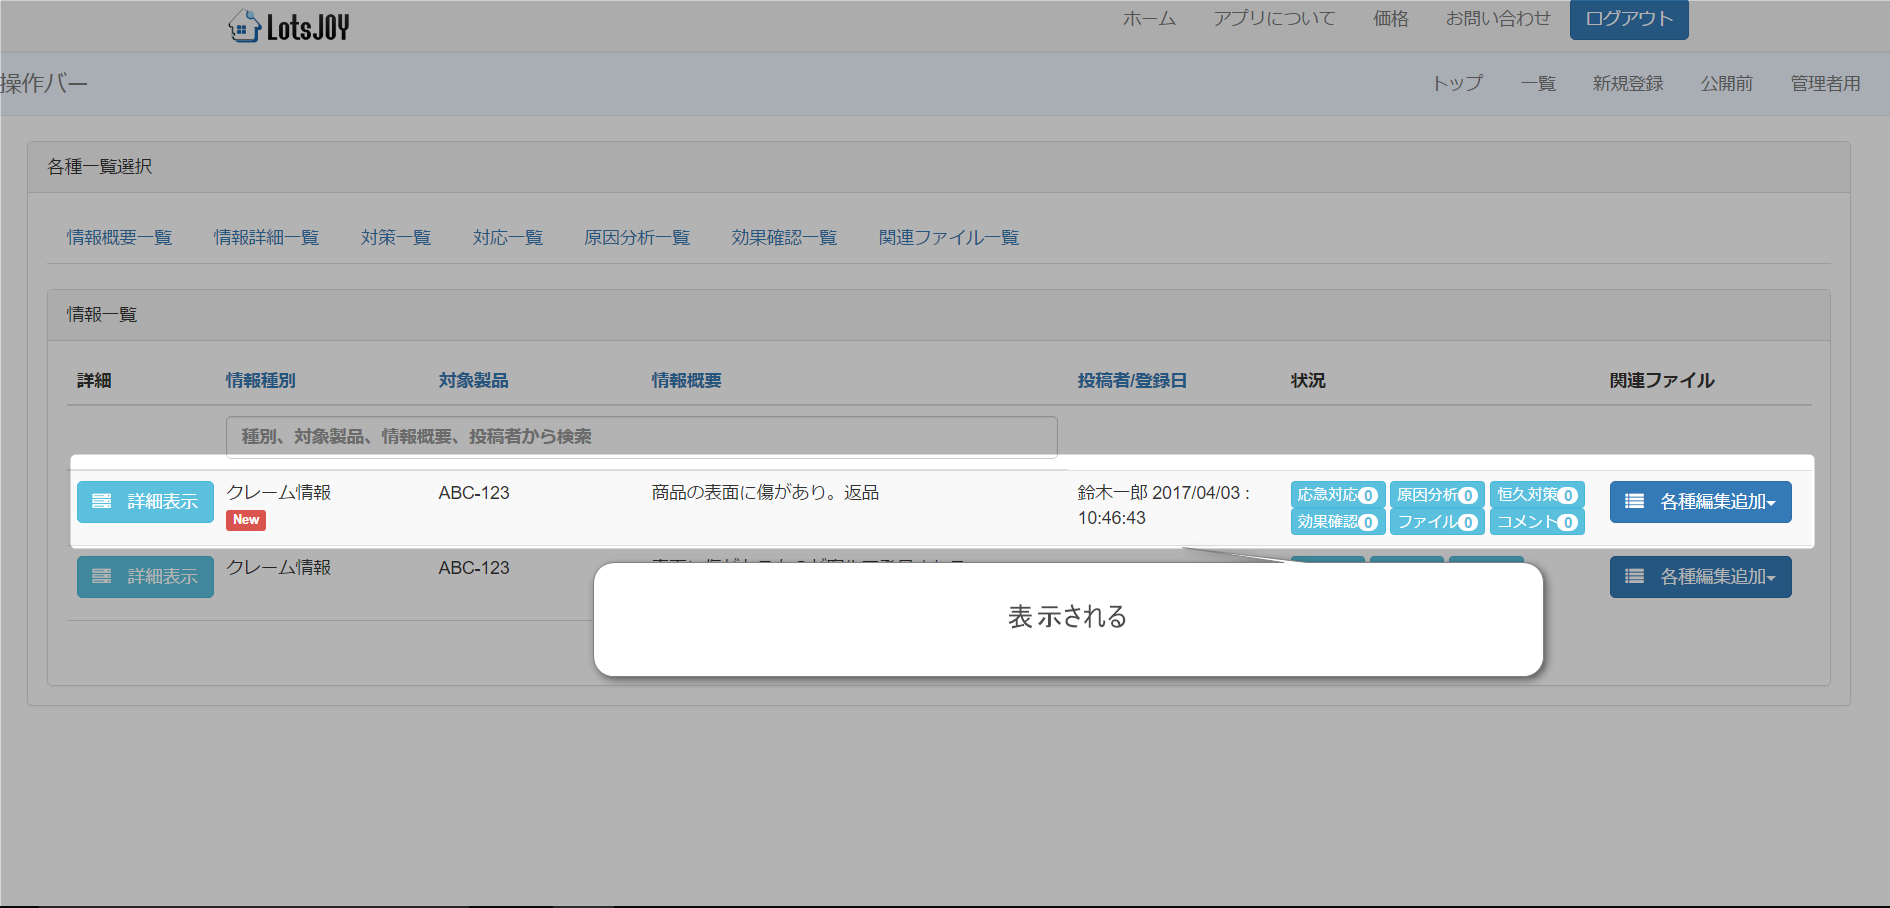 LotsJOY
ホーム アプリについて 価格 お問い合わせ ログアウト
操作バー
トップ 一覧 新規登録 公開前 管理者用
各種一覧選択
情報概要一覧 情報詳細一覧 対策一覧 対応一覧 原因分析一覧 効果確認一覧 関連ファイル一覧
情報一覧
詳細 情報種別 対象製品 情報概要 投稿者/登録日 状況 関連ファイル
種別、対象製品、情報概要、投稿者から検索
詳細表示 クレーム情報 ABC-123 商品の表面に傷があり。返品 鈴木一郎 2017/04/03 : 応急対応0 原因分析0 恒久対策0 各種編集追加
New 10:46:43 効果確認0 ファイル0 コメント0
詳細表示 クレーム情報 ABC-123 各種編集追加
表示される